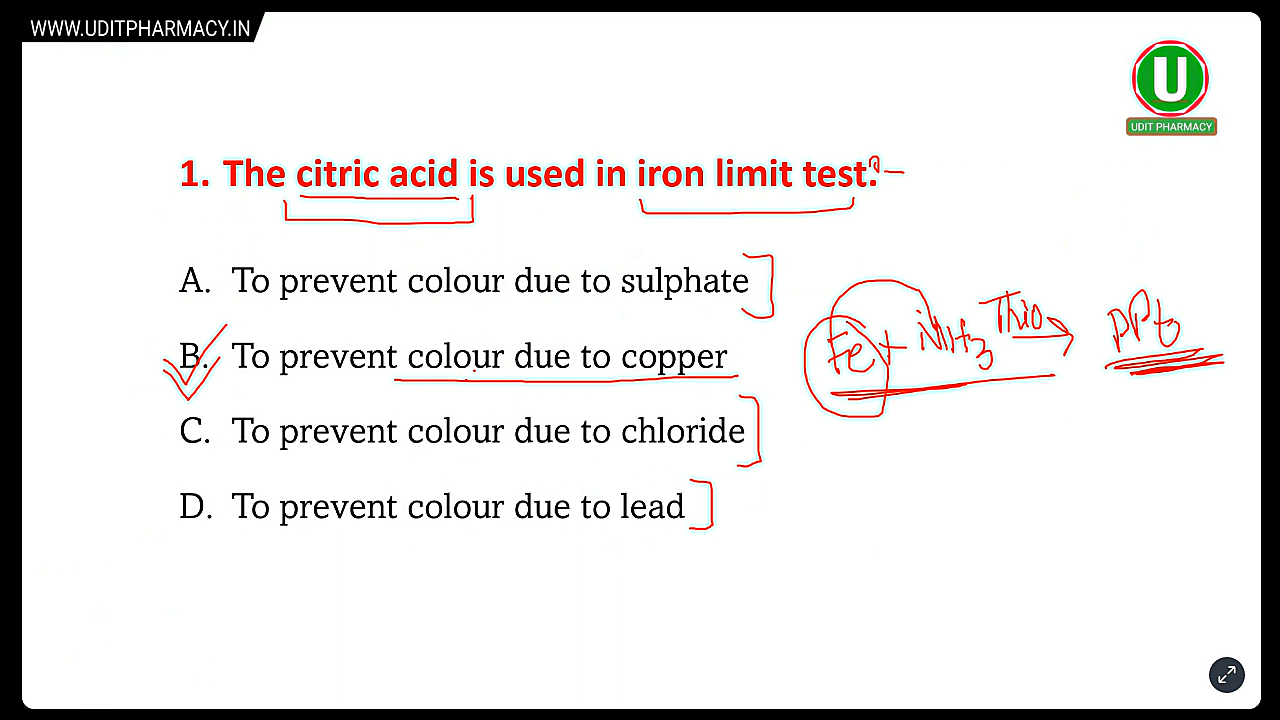 WWW.UDITPHARMACY.IN
U
UDIT PHARMACY
1. The citric acid is used in iron limit test:
A. To prevent colour due to sulphate
B. To prevent colour due to copper
Fe + NH3 Thio → PPt
C. To prevent colour due to chloride
D. To prevent colour due to lead